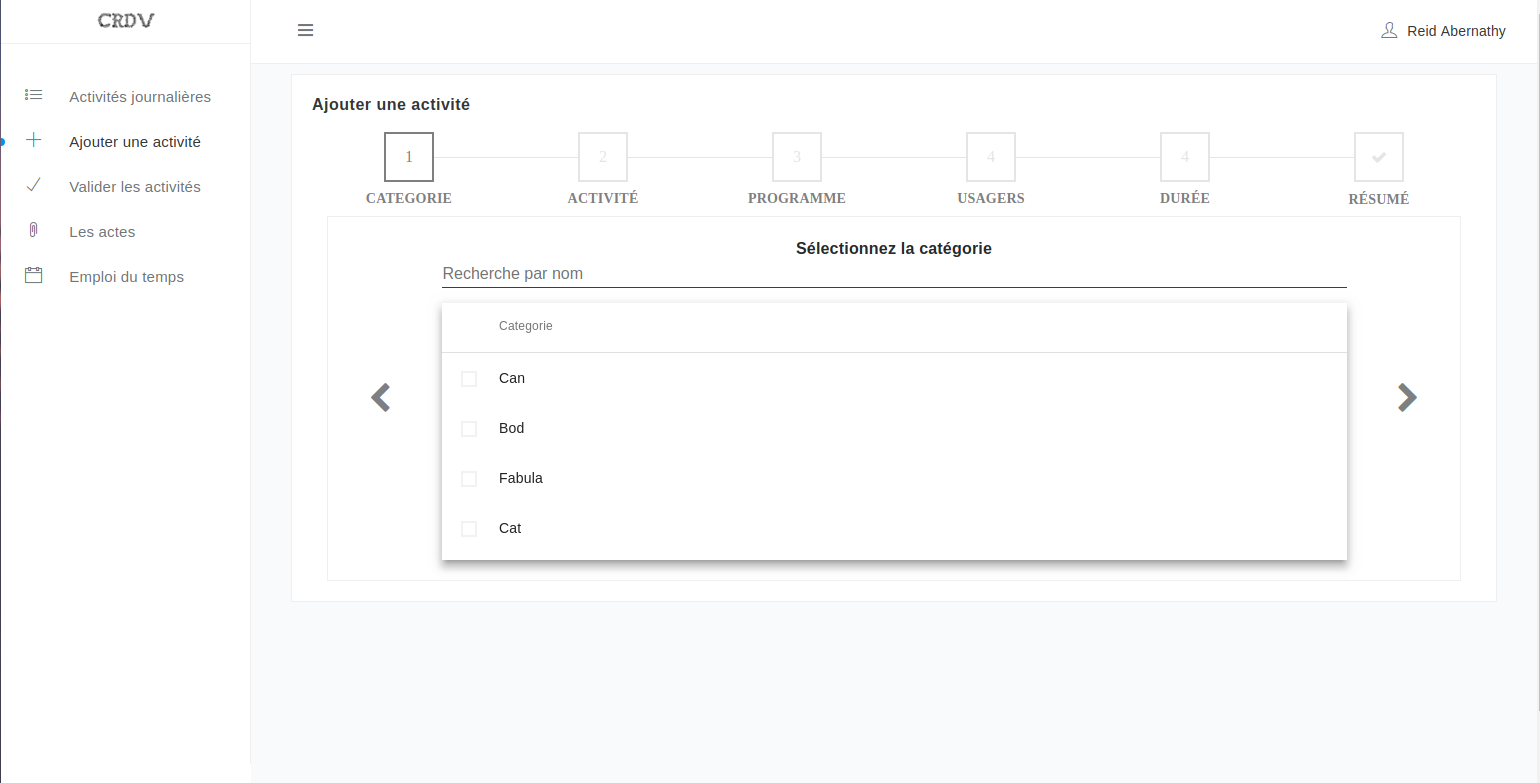 CRDV
Reid Abernathy
Activités journalières
Ajouter une activité
Valider les activités
Les actes
Emploi du temps
Ajouter une activité
1
2
3
4
4
CATEGORIE
ACTIVITÉ
PROGRAMME
USAGERS
DURÉE
RÉSUMÉ
Sélectionnez la catégorie
Recherche par nom
Categorie
Can
Bod
Fabula
Cat